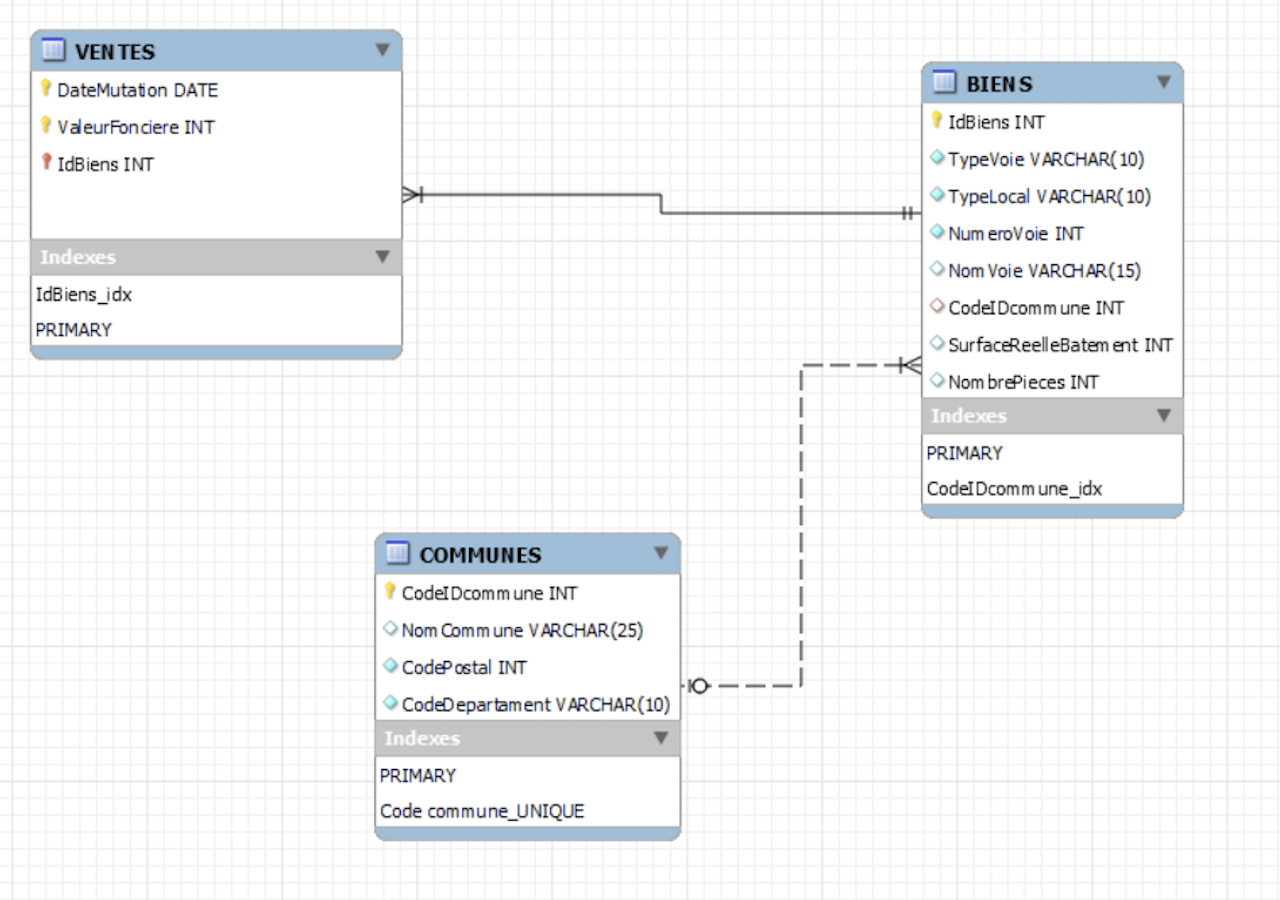 VENTES
DateMutation DATE
ValeurFonciere INT
IdBiens INT
Indexes
IdBiens_idx
PRIMARY
BIENS
IdBiens INT
TypeVoie VARCHAR(10)
TypeLocal VARCHAR(10)
NumeroVoie INT
NomVoie VARCHAR(15)
CodeIDcommune INT
SurfaceReelleBatement INT
NombrePieces INT
Indexes
PRIMARY
CodeIDcommune_idx
COMMUNES
CodeIDcommune INT
NomCommune VARCHAR(25)
CodePostal INT
CodeDepartament VARCHAR(10)
Indexes
PRIMARY
Code commune_UNIQUE